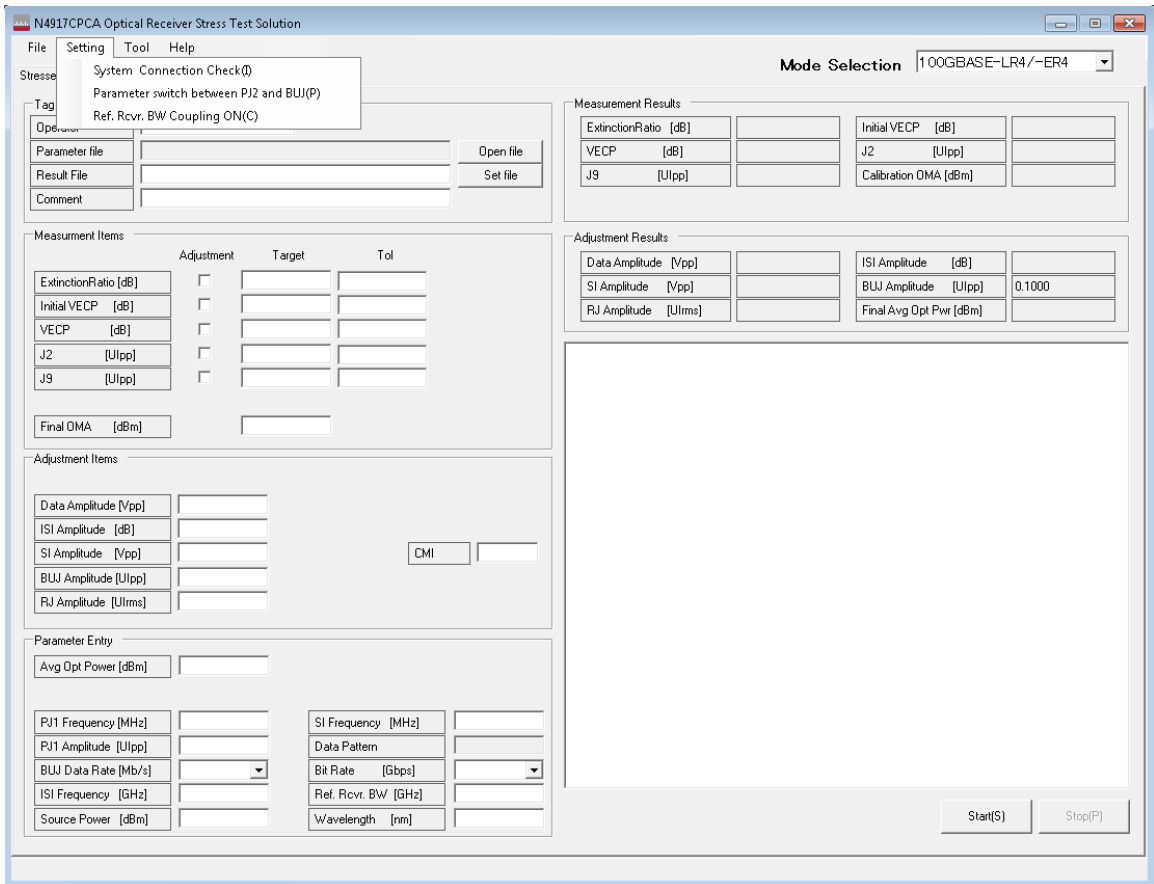 N4917CPCA Optical Receiver Stress Test Solution
File Setting Tool Help
System Connection Check(I)
Parameter switch between PJ2 and BUJ(P)
Ref. Rcvr. BW Coupling ON(C)
Mode Selection 100GBASE-LR4/-ER4
Stresse
Tag
Operator
Parameter file Open file
Result File Set file
Comment
Measurment Items
Adjustment Target Tol
ExtinctionRatio [dB]
Initial VECP [dB]
VECP [dB]
J2 [UIpp]
J9 [UIpp]
Final OMA [dBm]
Adjustment Items
Data Amplitude [Vpp]
ISI Amplitude [dB]
SI Amplitude [Vpp] CMI
BUJ Amplitude [UIpp]
RJ Amplitude [UIrms]
Parameter Entry
Avg Opt Power [dBm]
PJ1 Frequency [MHz] SI Frequency [MHz]
PJ1 Amplitude [UIpp] Data Pattern
BUJ Data Rate [Mb/s] Bit Rate [Gbps]
ISI Frequency [GHz] Ref. Rcvr. BW [GHz]
Source Power [dBm] Wavelength [nm]
Measurement Results
ExtinctionRatio [dB] Initial VECP [dB]
VECP [dB] J2 [UIpp]
J9 [UIpp] Calibration OMA [dBm]
Adjustment Results
Data Amplitude [Vpp] ISI Amplitude [dB]
SI Amplitude [Vpp] BUJ Amplitude [UIpp] 0.1000
RJ Amplitude [UIrms] Final Avg Opt Pwr [dBm]
Start(S) Stop(P)